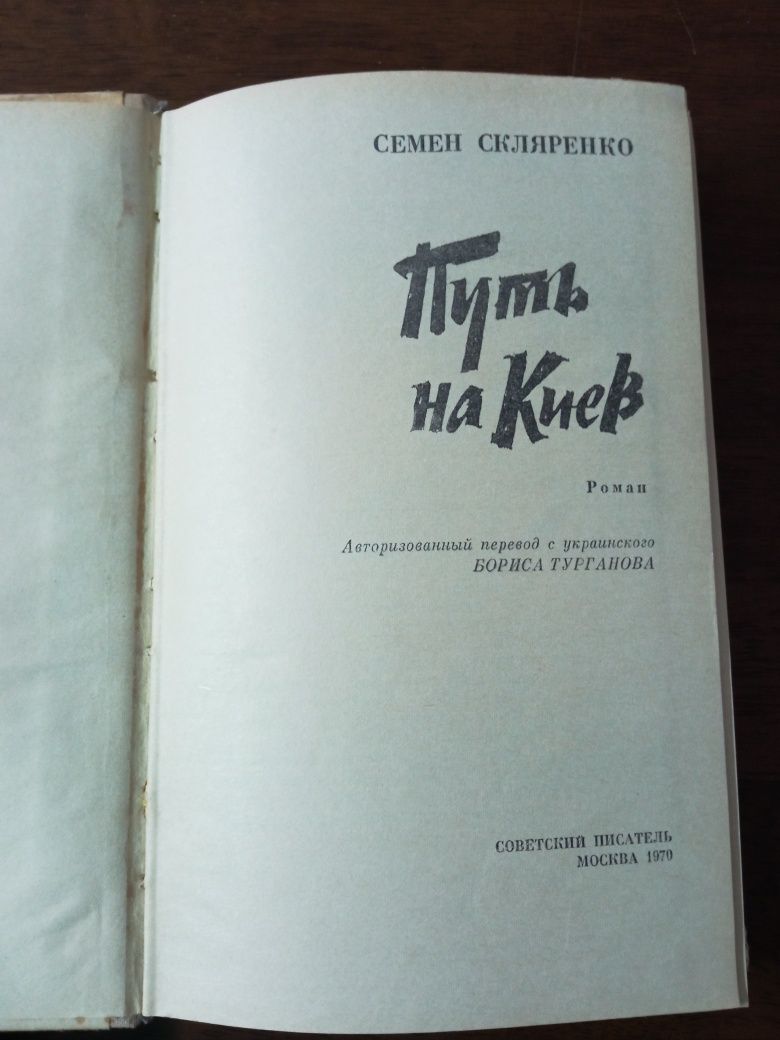 СЕМЕН СКЛЯРЕНКО
Путь
на Киев
Роман
Авторизованный перевод с украинского
БОРИСА ТУРГАНОВА
СОВЕТСКИЙ ПИСАТЕЛЬ
МОСКВА 1970